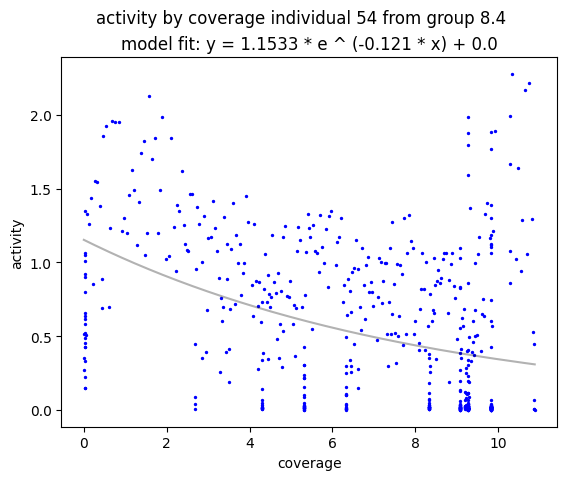 activity by coverage individual 54 from group 8.4
model fit: y = 1.1533 * e ^ (-0.121 * x) + 0.0
2.0
1.5
1.0
0.5
0.0
activity
0 2 4 6 8 10
coverage